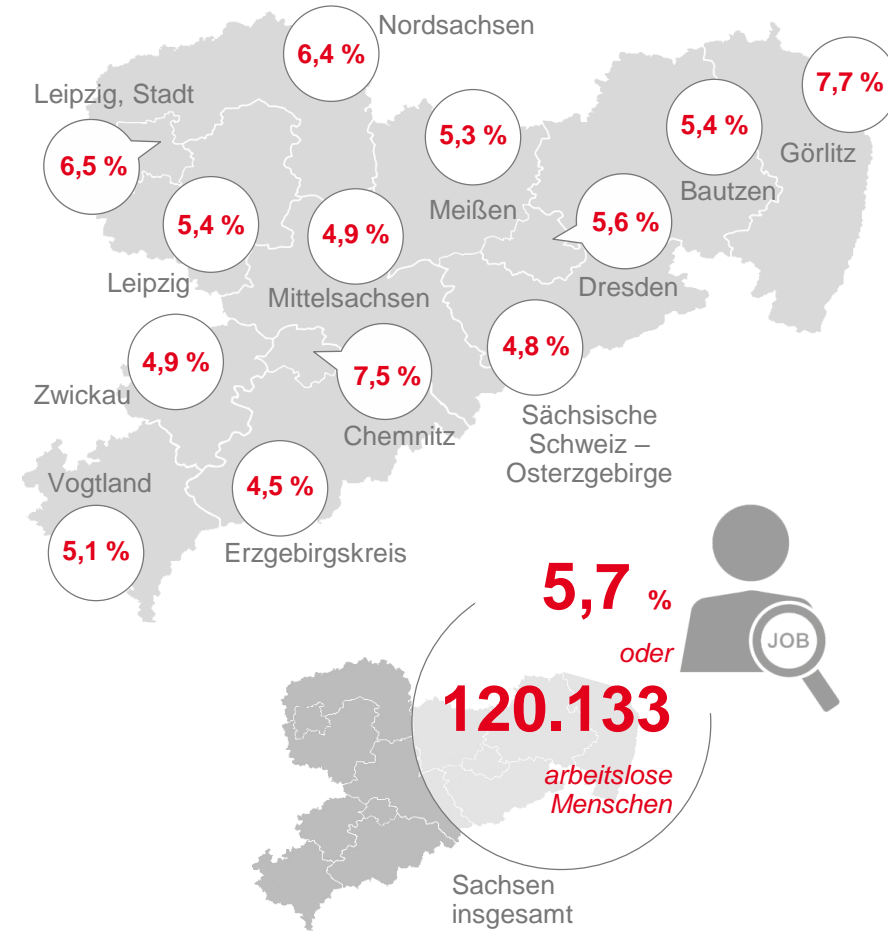 Nordsachsen
6,4 %
Leipzig, Stadt
6,5 %
5,3 %
Meißen
5,4 %
Bautzen
7,7 %
Görlitz
5,4 %
Leipzig
4,9 %
Mittelsachsen
5,6 %
Dresden
4,9 %
Zwickau
7,5 %
Chemnitz
4,8 %
Sächsische
Schweiz –
Osterzgebirge
Vogtland
5,1 %
4,5 %
Erzgebirgskreis
5,7 %
oder
JOB
120.133
arbeitslose
Menschen
Sachsen
insgesamt